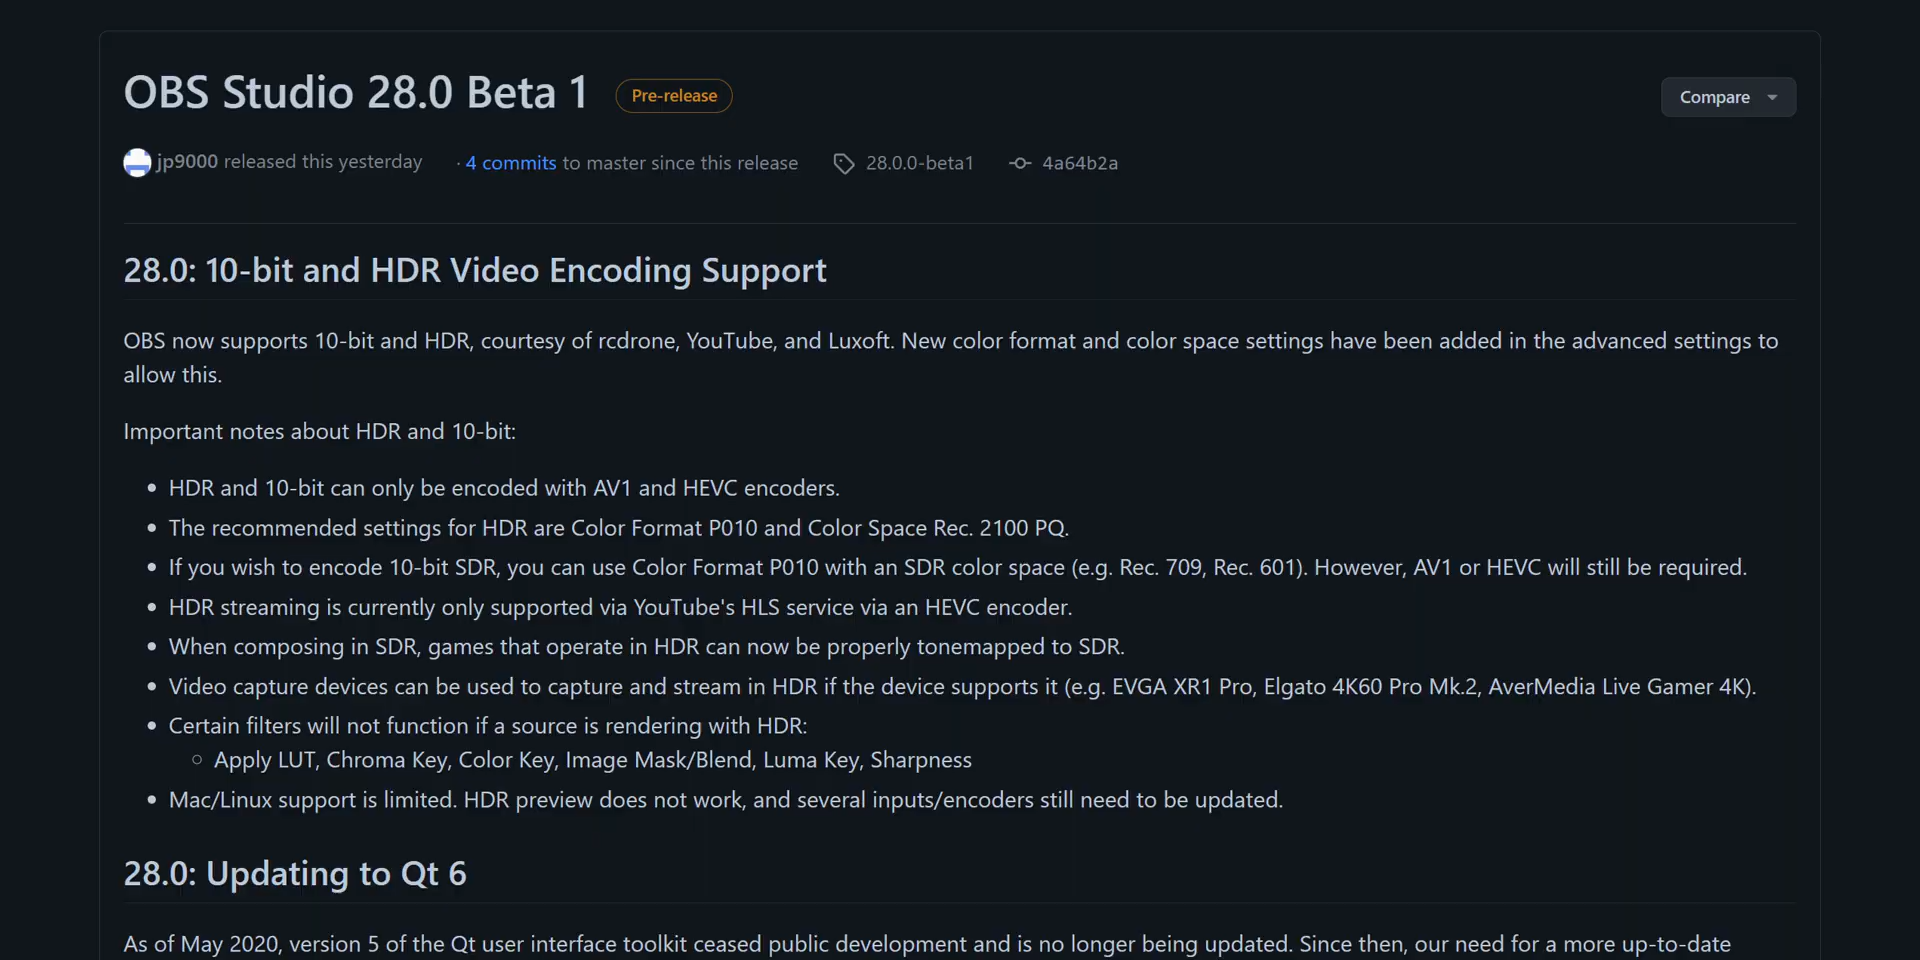 OBS Studio 28.0 Beta 1 Pre-release Compare
jp9000 released this yesterday · 4 commits to master since this release 28.0.0-beta1 4a64b2a
28.0: 10-bit and HDR Video Encoding Support
OBS now supports 10-bit and HDR, courtesy of rcdrone, YouTube, and Luxoft. New color format and color space settings have been added in the advanced settings to
allow this.
Important notes about HDR and 10-bit:
• HDR and 10-bit can only be encoded with AV1 and HEVC encoders.
• The recommended settings for HDR are Color Format P010 and Color Space Rec. 2100 PQ.
• If you wish to encode 10-bit SDR, you can use Color Format P010 with an SDR color space (e.g. Rec. 709, Rec. 601). However, AV1 or HEVC will still be required.
• HDR streaming is currently only supported via YouTube's HLS service via an HEVC encoder.
• When composing in SDR, games that operate in HDR can now be properly tonemapped to SDR.
• Video capture devices can be used to capture and stream in HDR if the device supports it (e.g. EVGA XR1 Pro, Elgato 4K60 Pro Mk.2, AverMedia Live Gamer 4K).
• Certain filters will not function if a source is rendering with HDR:
◦ Apply LUT, Chroma Key, Color Key, Image Mask/Blend, Luma Key, Sharpness
• Mac/Linux support is limited. HDR preview does not work, and several inputs/encoders still need to be updated.
28.0: Updating to Qt 6
As of May 2020, version 5 of the Qt user interface toolkit ceased public development and is no longer being updated. Since then, our need for a more up-to-date